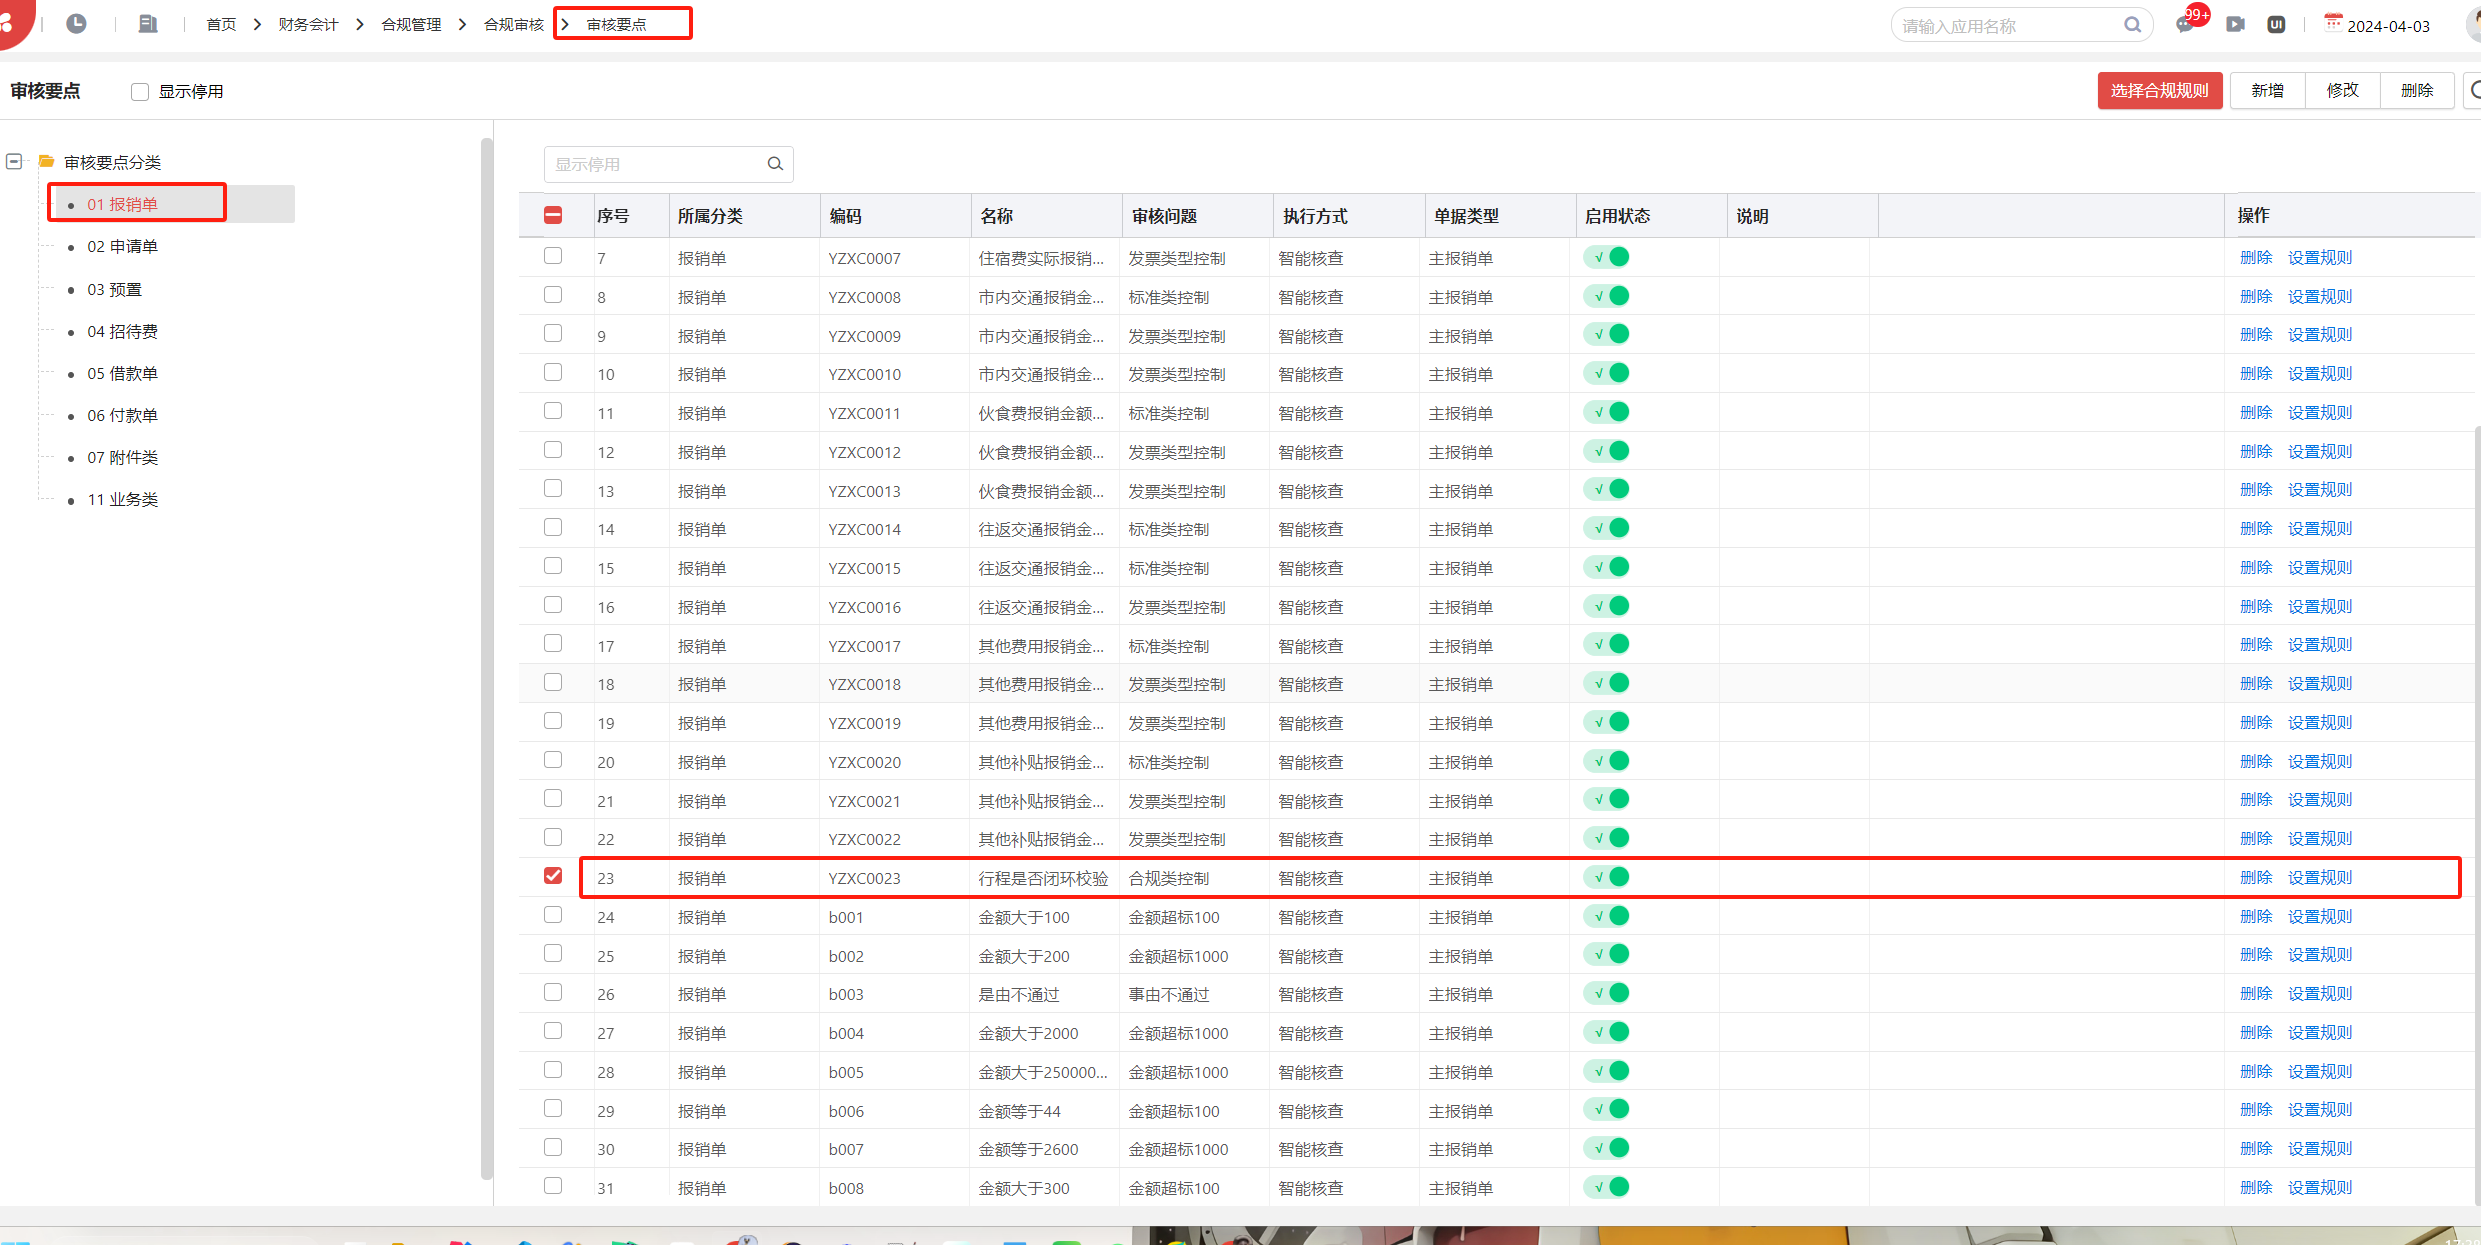 首页 > 财务会计 > 合规管理 > 合规审核 > 审核要点
请输入应用名称
99+
UI
2024-04-03
审核要点 显示停用
选择合规规则 新增 修改 删除
审核要点分类
01 报销单
02 申请单
03 预置
04 招待费
05 借款单
06 付款单
07 附件类
11 业务类
显示停用
序号 所属分类 编码 名称 审核问题 执行方式 单据类型 启用状态 说明 操作
7 报销单 YZXC0007 住宿费实际报销... 发票类型控制 智能核查 主报销单 √ 删除 设置规则
8 报销单 YZXC0008 市内交通报销金... 标准类控制 智能核查 主报销单 √ 删除 设置规则
9 报销单 YZXC0009 市内交通报销金... 发票类型控制 智能核查 主报销单 √ 删除 设置规则
10 报销单 YZXC0010 市内交通报销金... 发票类型控制 智能核查 主报销单 √ 删除 设置规则
11 报销单 YZXC0011 伙食费报销金额... 标准类控制 智能核查 主报销单 √ 删除 设置规则
12 报销单 YZXC0012 伙食费报销金额... 发票类型控制 智能核查 主报销单 √ 删除 设置规则
13 报销单 YZXC0013 伙食费报销金额... 发票类型控制 智能核查 主报销单 √ 删除 设置规则
14 报销单 YZXC0014 往返交通报销金... 标准类控制 智能核查 主报销单 √ 删除 设置规则
15 报销单 YZXC0015 往返交通报销金... 标准类控制 智能核查 主报销单 √ 删除 设置规则
16 报销单 YZXC0016 往返交通报销金... 发票类型控制 智能核查 主报销单 √ 删除 设置规则
17 报销单 YZXC0017 其他费用报销金... 标准类控制 智能核查 主报销单 √ 删除 设置规则
18 报销单 YZXC0018 其他费用报销金... 发票类型控制 智能核查 主报销单 √ 删除 设置规则
19 报销单 YZXC0019 其他费用报销金... 发票类型控制 智能核查 主报销单 √ 删除 设置规则
20 报销单 YZXC0020 其他补贴报销金... 标准类控制 智能核查 主报销单 √ 删除 设置规则
21 报销单 YZXC0021 其他补贴报销金... 发票类型控制 智能核查 主报销单 √ 删除 设置规则
22 报销单 YZXC0022 其他补贴报销金... 发票类型控制 智能核查 主报销单 √ 删除 设置规则
23 报销单 YZXC0023 行程是否闭环校验 合规类控制 智能核查 主报销单 √ 删除 设置规则
24 报销单 b001 金额大于100 金额超标100 智能核查 主报销单 √ 删除 设置规则
25 报销单 b002 金额大于200 金额超标1000 智能核查 主报销单 √ 删除 设置规则
26 报销单 b003 是由不通过 事由不通过 智能核查 主报销单 √ 删除 设置规则
27 报销单 b004 金额大于2000 金额超标1000 智能核查 主报销单 √ 删除 设置规则
28 报销单 b005 金额大于250000... 金额超标1000 智能核查 主报销单 √ 删除 设置规则
29 报销单 b006 金额等于44 金额超标100 智能核查 主报销单 √ 删除 设置规则
30 报销单 b007 金额等于2600 金额超标1000 智能核查 主报销单 √ 删除 设置规则
31 报销单 b008 金额大于300 金额超标100 智能核查 主报销单 √ 删除 设置规则